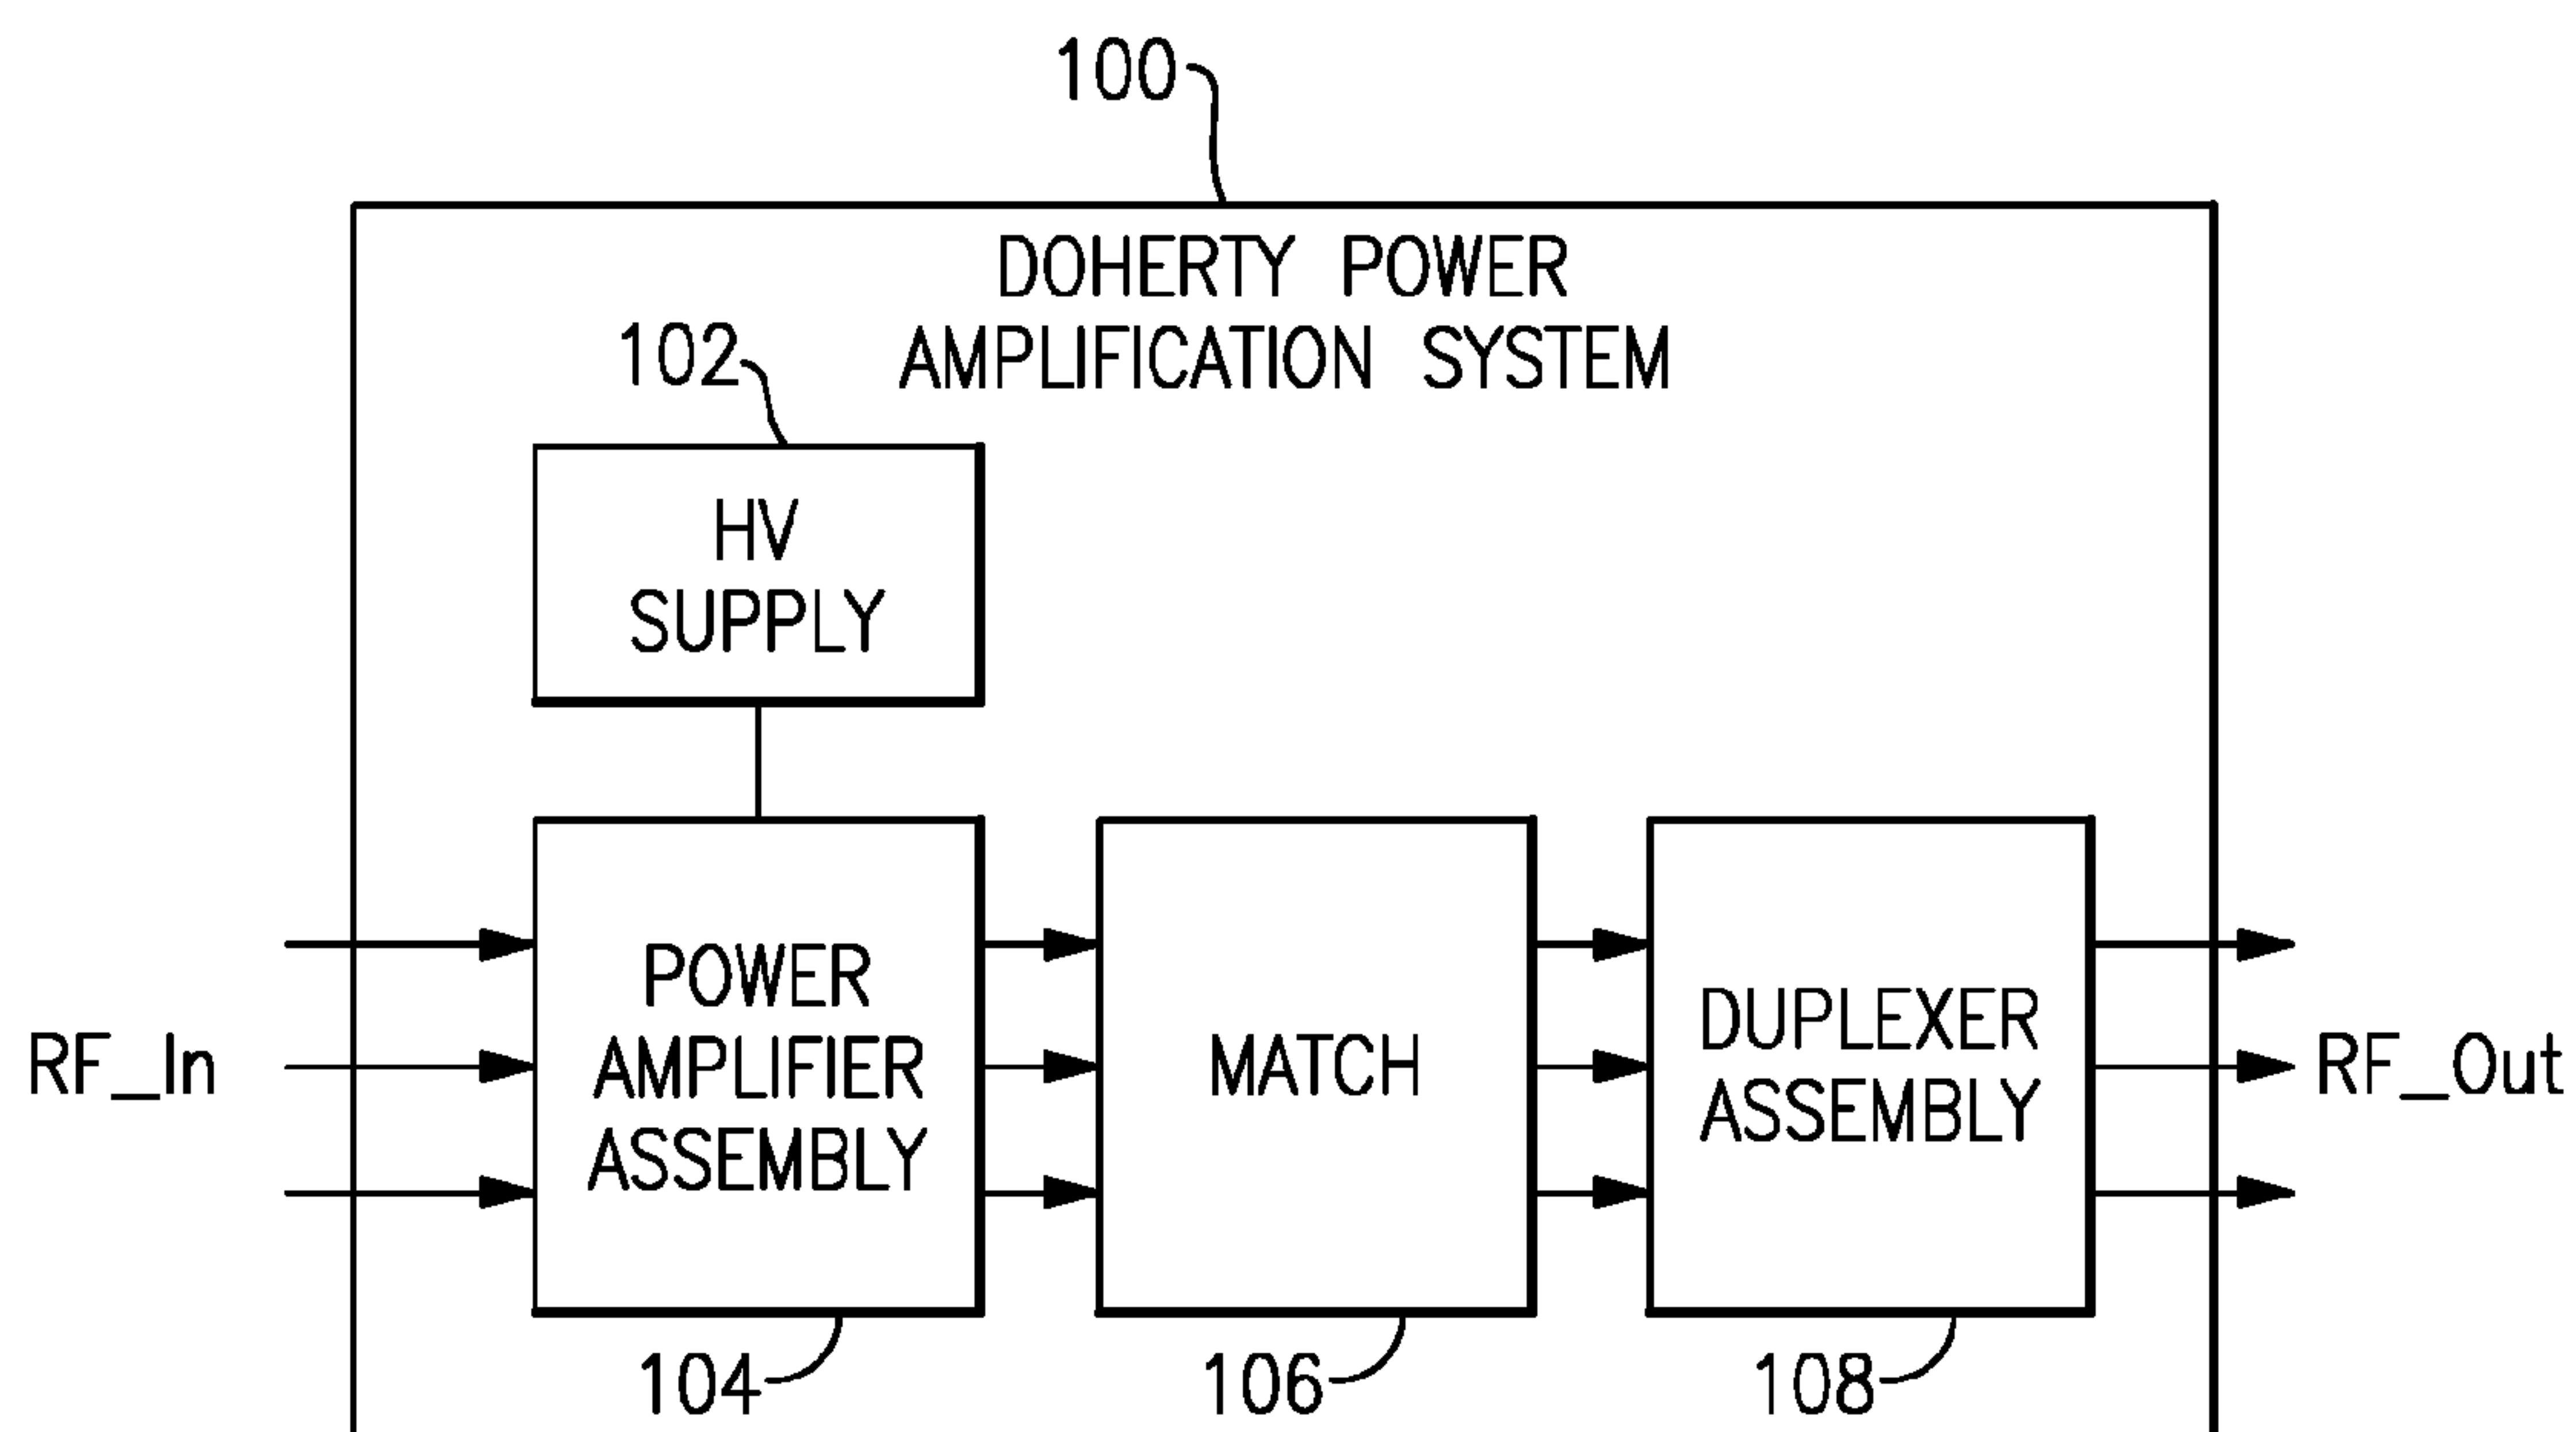 100
DOHERTY POWER
AMPLIFICATION SYSTEM
102
HV
SUPPLY
RF_In
POWER
AMPLIFIER
ASSEMBLY
MATCH
DUPLEXER
ASSEMBLY
RF_Out
104
106
108